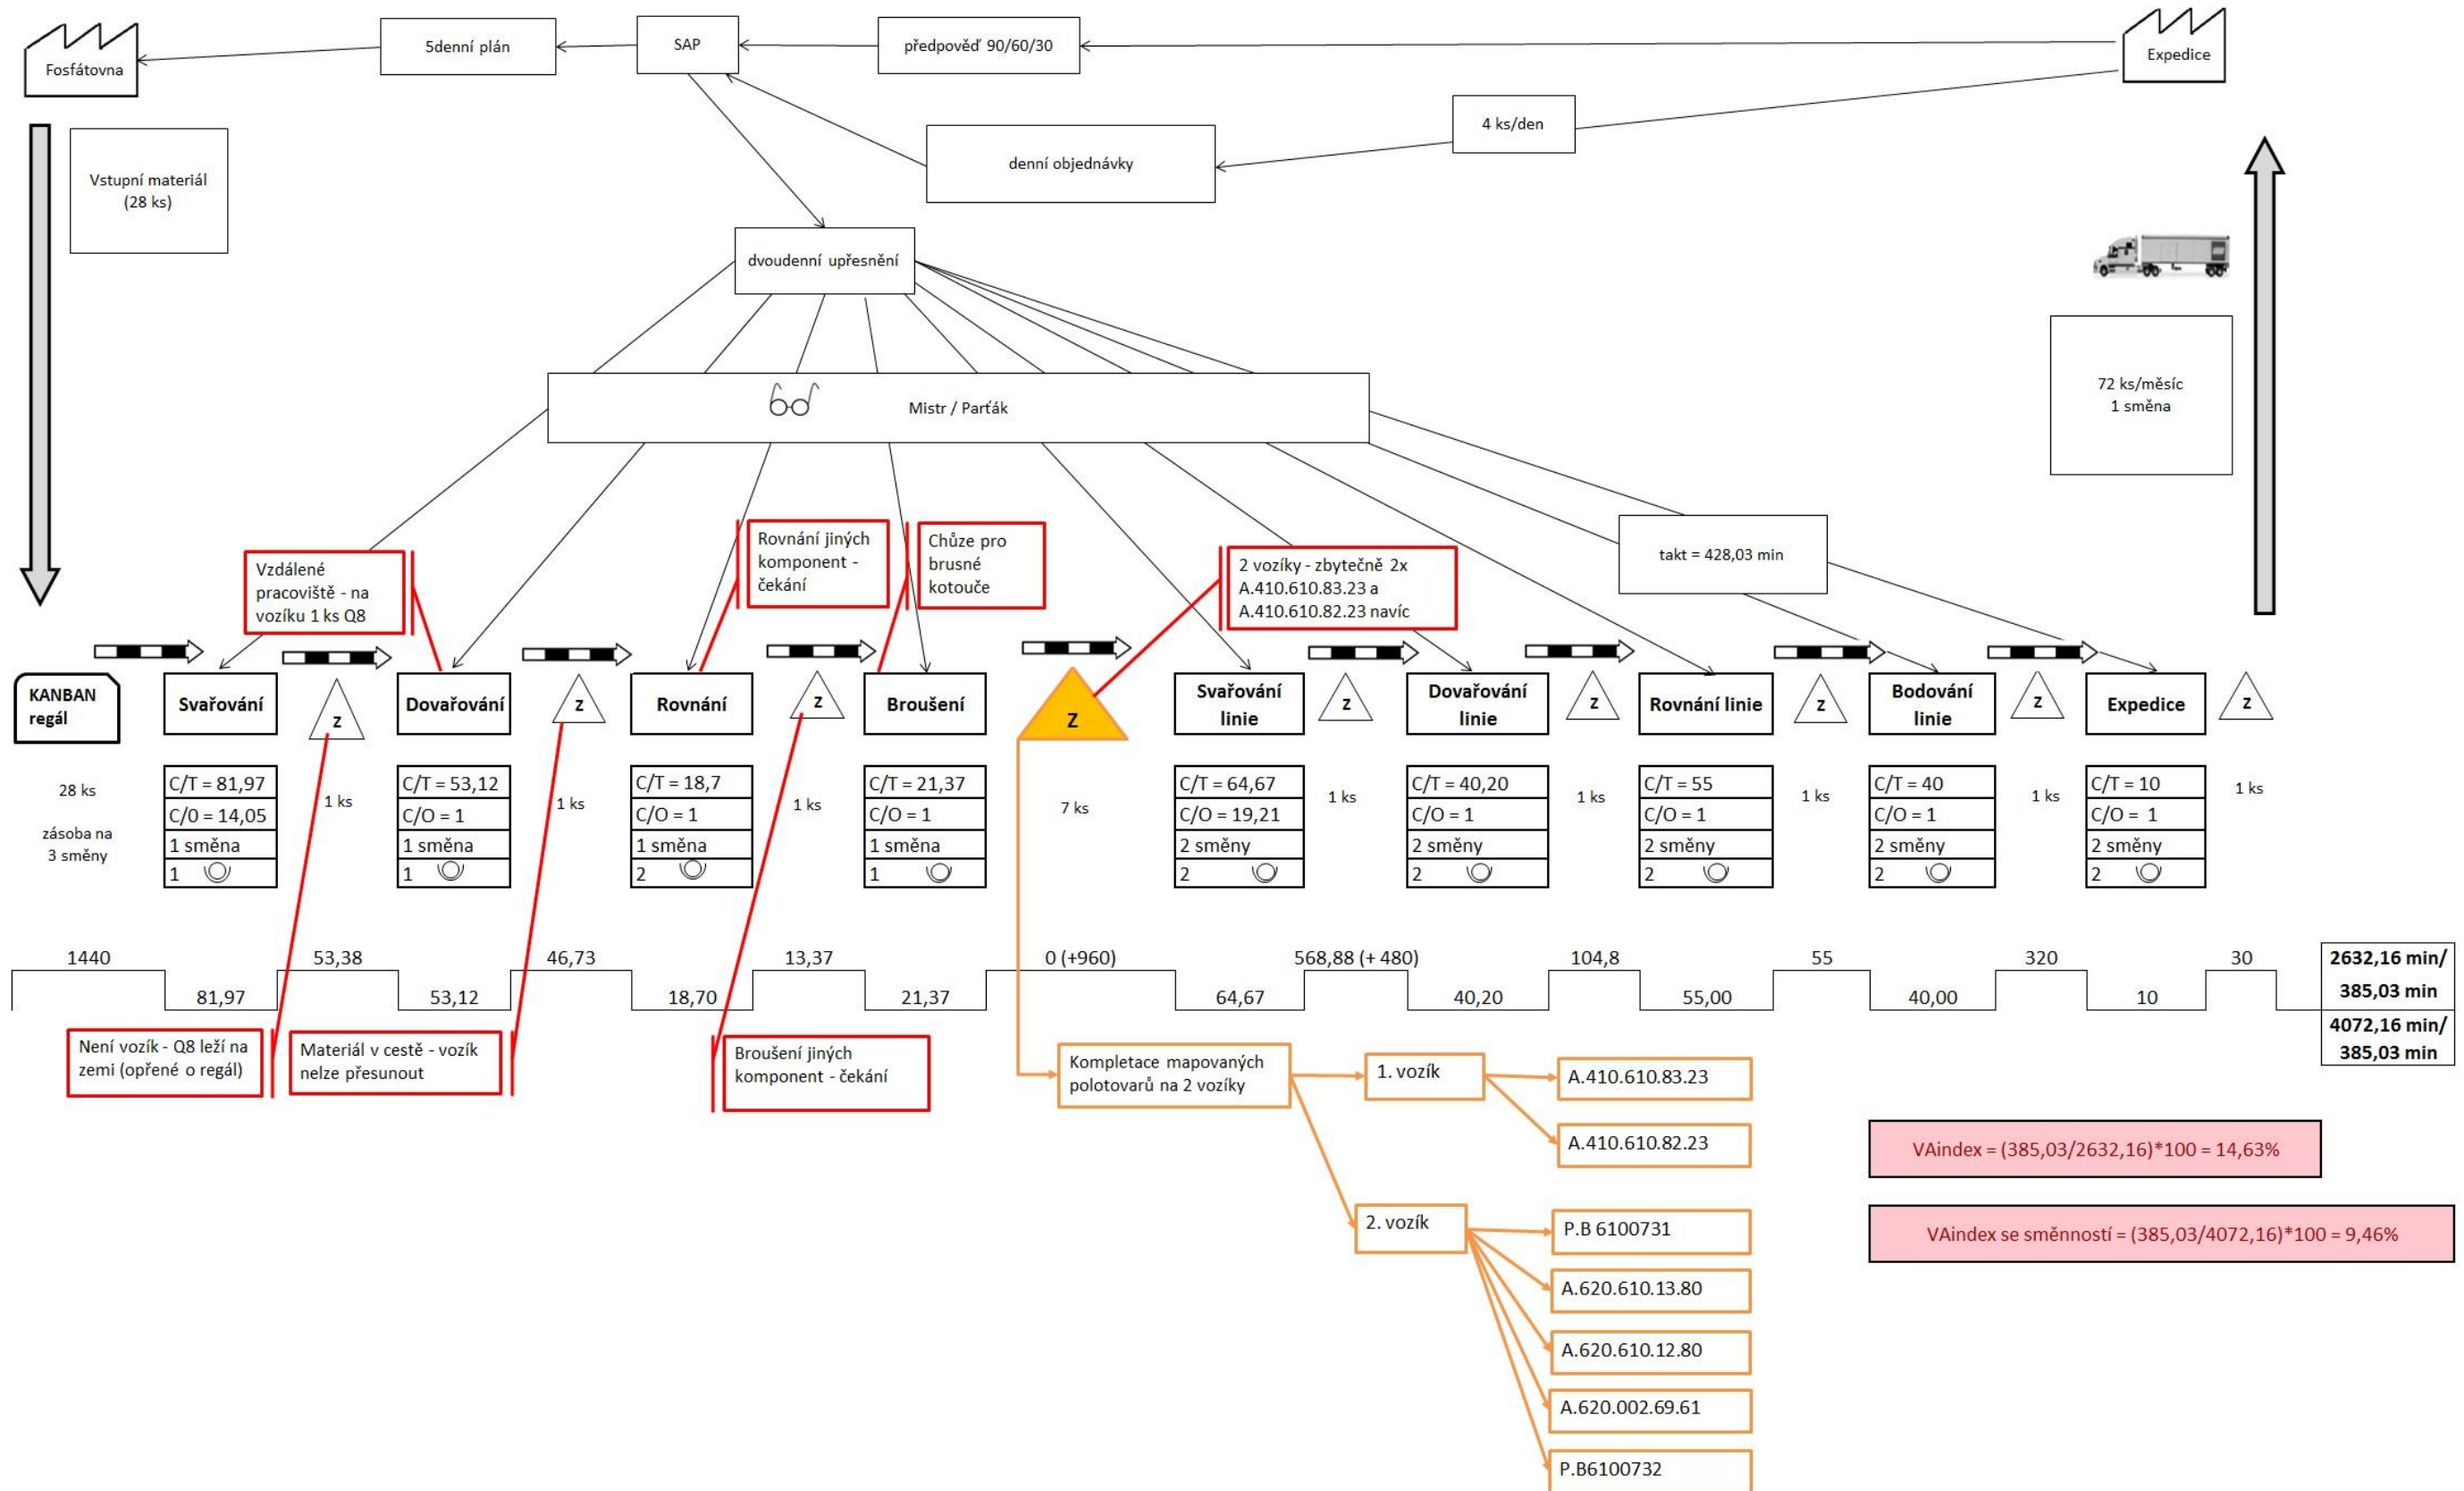 Fosfátovna
5denní plán
SAP
předpověď 90/60/30
Expedice
4 ks/den
denní objednávky
Vstupní materiál
(28 ks)
dvoudenní upřesnění
Mistr / Parťák
72 ks/měsíc
1 směna
takt = 428,03 min
Vzdálené
pracoviště - na
vozíku 1 ks Q8
Rovnání jiných
komponent -
čekání
Chůze pro
brusné
kotouče
2 vozíky - zbytečně 2x
A.410.610.83.23 a
A.410.610.82.23 navíc
KANBAN
regál
Svařování
Z
Dovařování
Z
Rovnání
Z
Broušení
Z
Svařování
linie
Z
Dovařování
linie
Z
Rovnání linie
Z
Bodování
linie
Z
Expedice
Z
28 ks
zásoba na
3 směny
C/T = 81,97
C/0 = 14,05
1 směna
1
1 ks
C/T = 53,12
C/O = 1
1 směna
1
1 ks
C/T = 18,7
C/O = 1
1 směna
2
1 ks
C/T = 21,37
C/O = 1
1 směna
1
7 ks
C/T = 64,67
C/O = 19,21
2 směny
2
1 ks
C/T = 40,20
C/O = 1
2 směny
2
1 ks
C/T = 55
C/O = 1
2 směny
2
1 ks
C/T = 40
C/O = 1
2 směny
2
1 ks
C/T = 10
C/O = 1
2 směny
2
1 ks
1440
53,38
46,73
13,37
0 (+960)
568,88 (+ 480)
104,8
55
320
30
81,97
53,12
18,70
21,37
64,67
40,20
55,00
40,00
10
2632,16 min/
385,03 min
4072,16 min/
385,03 min
Není vozík - Q8 leží na
zemi (opřené o regál)
Materiál v cestě - vozík
nelze přesunout
Broušení jiných
komponent - čekání
Kompletace mapovaných
polotovarů na 2 vozíky
1. vozík
A.410.610.83.23
A.410.610.82.23
2. vozík
P.B 6100731
A.620.610.13.80
A.620.610.12.80
A.620.002.69.61
P.B6100732
VAindex = (385,03/2632,16)*100 = 14,63%
VAindex se směnností = (385,03/4072,16)*100 = 9,46%